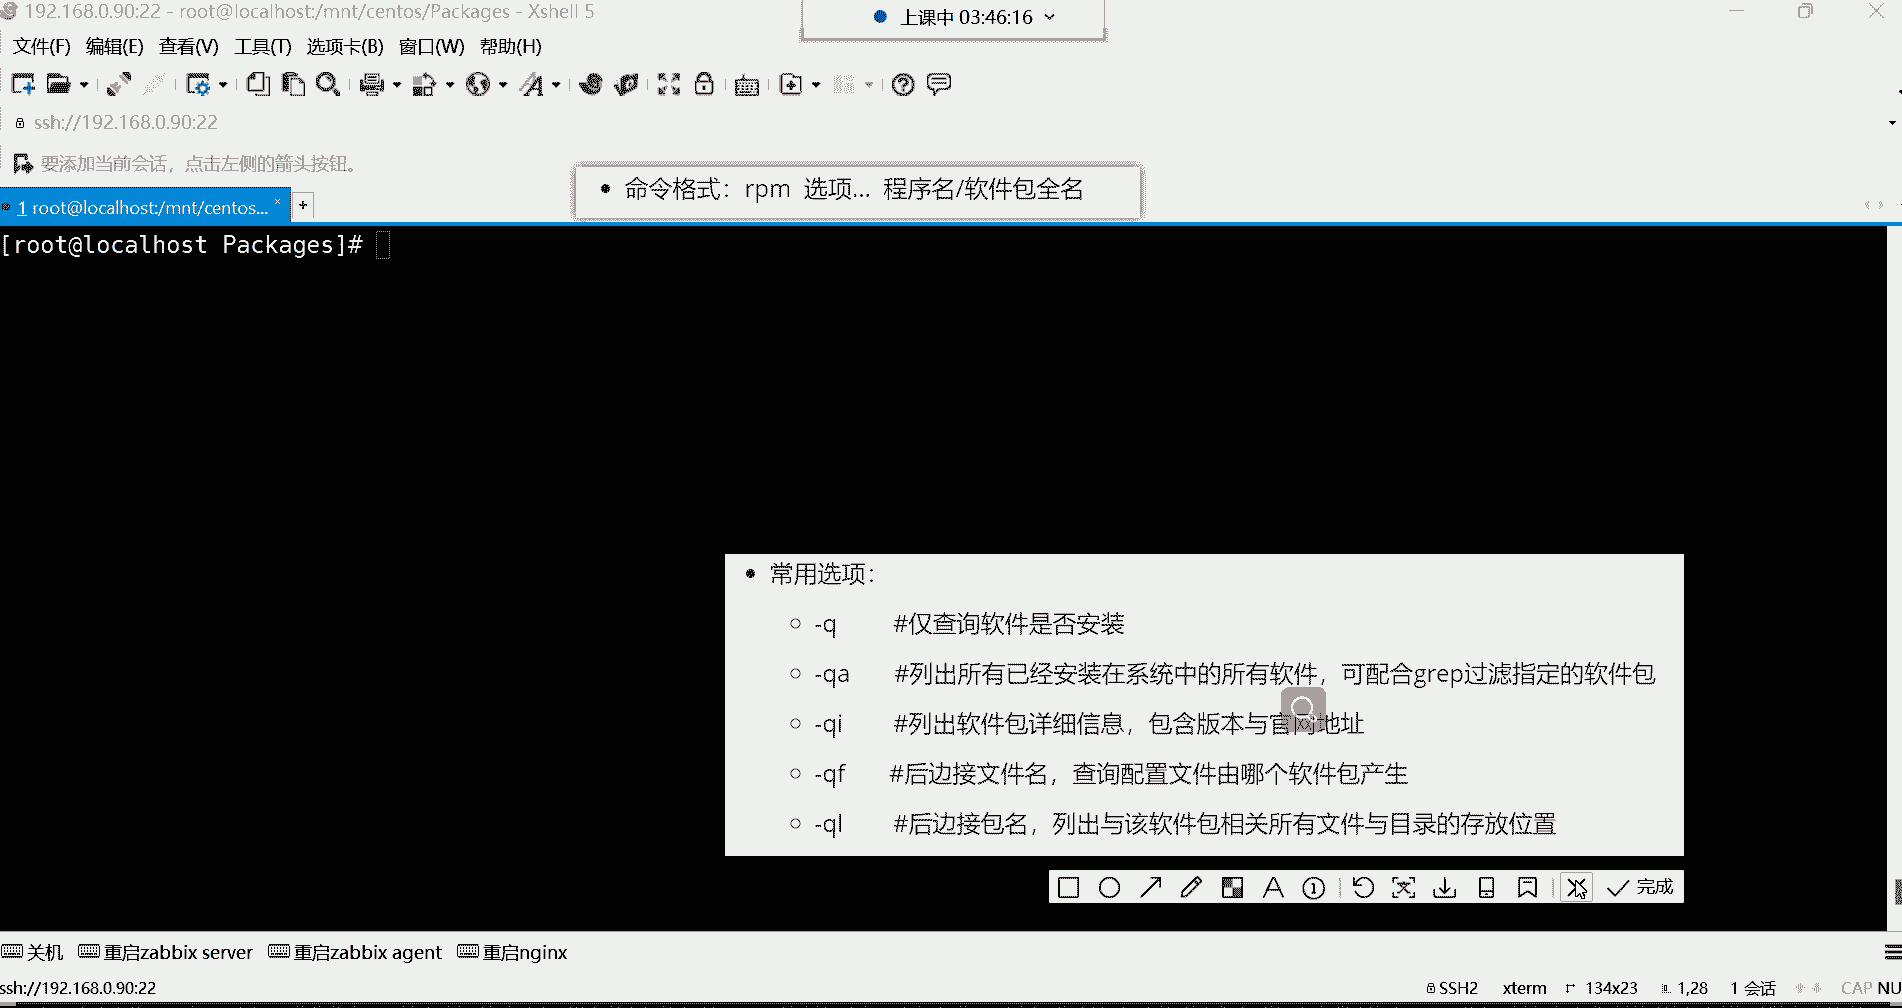 192.168.0.90:22 - root@localhost:/mnt/centos/Packages - Xshell 5
上课中 03:46:16
文件(F) 编辑(E) 查看(V) 工具(T) 选项卡(B) 窗口(W) 帮助(H)
ssh://192.168.0.90:22
要添加当前会话，点击左侧的箭头按钮。
• 命令格式：rpm 选项... 程序名/软件包全名
1 root@localhost:/mnt/centos... × +
[root@localhost Packages]#
• 常用选项：
○ -q #仅查询软件是否安装
○ -qa #列出所有已经安装在系统中的所有软件，可配合grep过滤指定的软件包
○ -qi #列出软件包详细信息，包含版本与官网地址
○ -qf #后边接文件名，查询配置文件由哪个软件包产生
○ -ql #后边接包名，列出与该软件包相关所有文件与目录的存放位置
完成
关机 重启zabbix server 重启zabbix agent 重启nginx
ssh://192.168.0.90:22 SSH2 xterm 134x23 1,28 1 会话 CAP NU